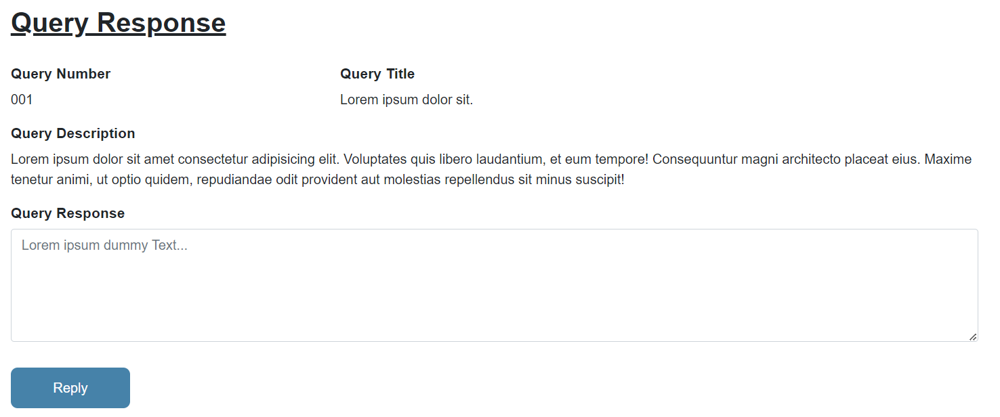 Query Response
Query Number
Query Title
001
Lorem ipsum dolor sit.
Query Description
Lorem ipsum dolor sit amet consectetur adipisicing elit. Voluptates quis libero laudantium, et eum tempore! Consequuntur magni architecto placeat eius. Maxime
tenetur animi, ut optio quidem, repudiandae odit provident aut molestias repellendus sit minus suscipit!
Query Response
Lorem ipsum dummy Text...
Reply